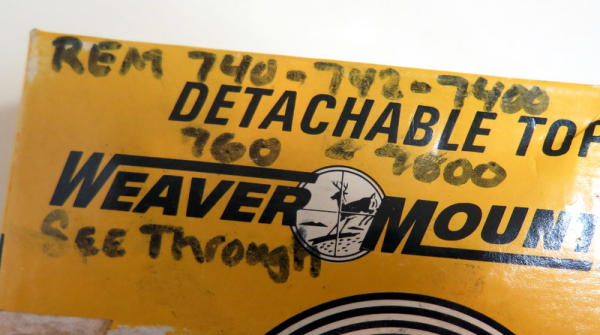 REM 740-742-7400
DETACHABLE TOP
760 & 7600
WEAVER MOUNT
See Through